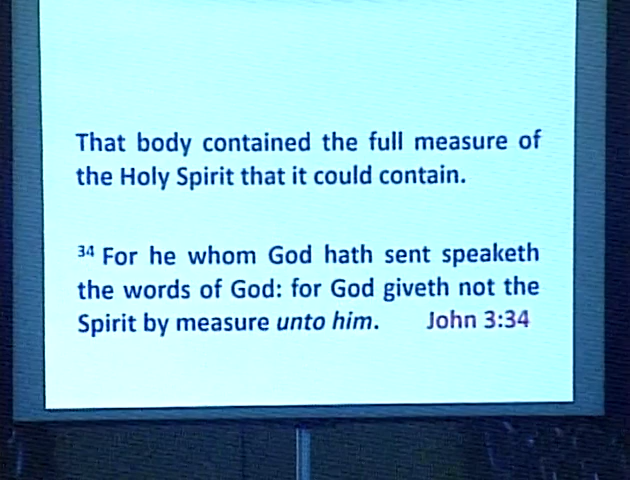 That body contained the full measure of
the Holy Spirit that it could contain.
34 For he whom God hath sent speaketh
the words of God: for God giveth not the
Spirit by measure unto him. John 3:34